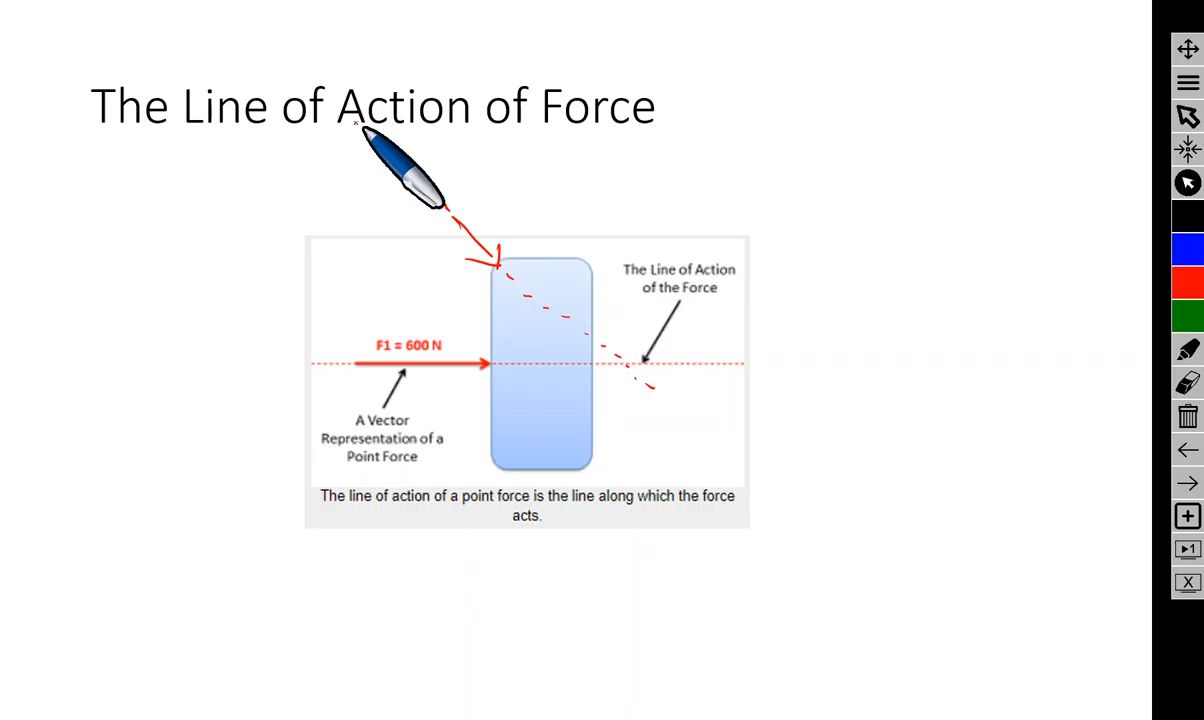 The Line of Action of Force
The Line of Action
of the Force
F1 = 600 N
A Vector
Representation of a
Point Force
The line of action of a point force is the line along which the force
acts.